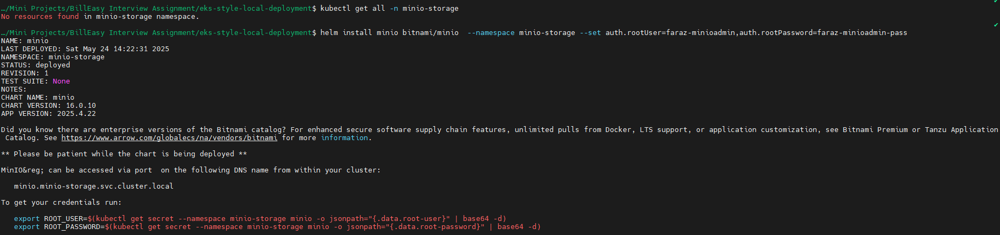 …/Mini Projects/BillEasy Interview Assignment/eks-style-local-deployment$ kubectl get all -n minio-storage
No resources found in minio-storage namespace.
…/Mini Projects/BillEasy Interview Assignment/eks-style-local-deployment$ helm install minio bitnami/minio  --namespace minio-storage --set auth.rootUser=faraz-minioadmin,auth.rootPassword=faraz-minioadmin-pass
NAME: minio
LAST DEPLOYED: Sat May 24 14:22:31 2025
NAMESPACE: minio-storage
STATUS: deployed
REVISION: 1
TEST SUITE: None
NOTES:
CHART NAME: minio
CHART VERSION: 16.0.10
APP VERSION: 2025.4.22
Did you know there are enterprise versions of the Bitnami catalog? For enhanced secure software supply chain features, unlimited pulls from Docker, LTS support, or application customization, see Bitnami Premium or Tanzu Application
 Catalog. See https://www.arrow.com/globalecs/na/vendors/bitnami for more information.
** Please be patient while the chart is being deployed **
MinIO&reg; can be accessed via port  on the following DNS name from within your cluster:
   minio.minio-storage.svc.cluster.local
To get your credentials run:
   export ROOT_USER=$(kubectl get secret --namespace minio-storage minio -o jsonpath="{.data.root-user}" | base64 -d)
   export ROOT_PASSWORD=$(kubectl get secret --namespace minio-storage minio -o jsonpath="{.data.root-password}" | base64 -d)